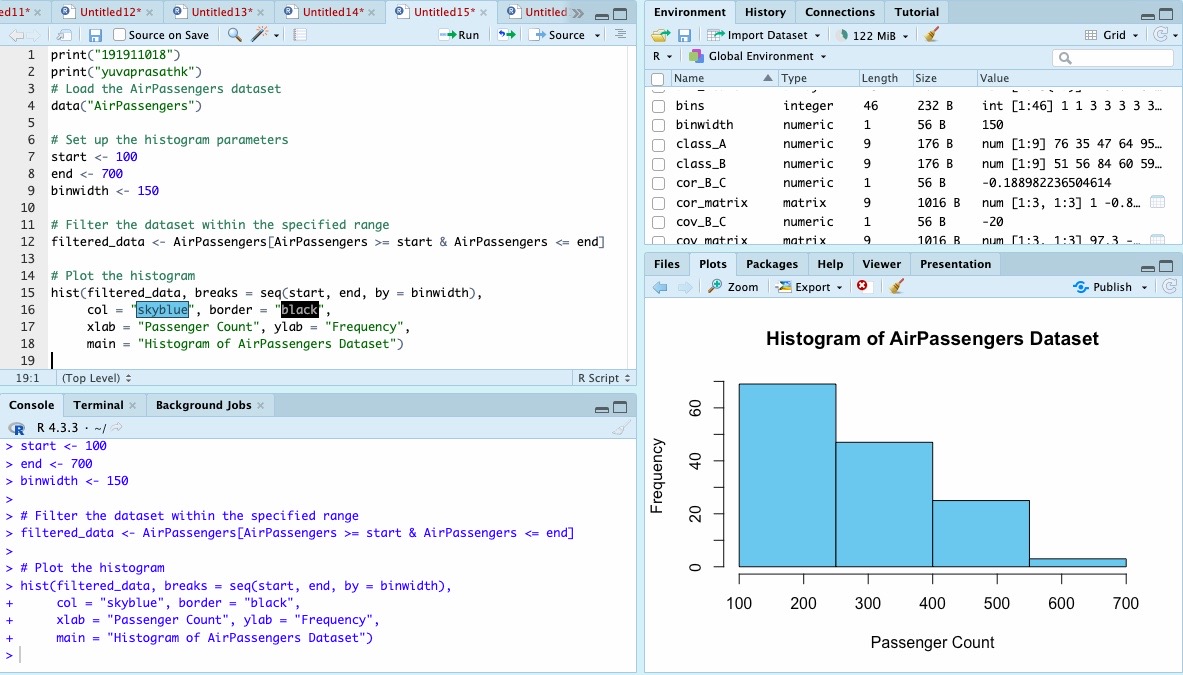 ed11* × Untitled12* × Untitled13* × Untitled14* × Untitled15* × Untitled
Source on Save Run Source
1 print("191911018")
2 print("yuvaprasathk")
3 # Load the AirPassengers dataset
4 data("AirPassengers")
5
6 # Set up the histogram parameters
7 start <- 100
8 end <- 700
9 binwidth <- 150
10
11 # Filter the dataset within the specified range
12 filtered_data <- AirPassengers[AirPassengers >= start & AirPassengers <= end]
13
14 # Plot the histogram
15 hist(filtered_data, breaks = seq(start, end, by = binwidth),
16 col = "skyblue", border = "black",
17 xlab = "Passenger Count", ylab = "Frequency",
18 main = "Histogram of AirPassengers Dataset")
19
19:1 (Top Level) R Script
Console Terminal × Background Jobs ×
R R 4.3.3 · ~/
> start <- 100
> end <- 700
> binwidth <- 150
>
> # Filter the dataset within the specified range
> filtered_data <- AirPassengers[AirPassengers >= start & AirPassengers <= end]
>
> # Plot the histogram
> hist(filtered_data, breaks = seq(start, end, by = binwidth),
+ col = "skyblue", border = "black",
+ xlab = "Passenger Count", ylab = "Frequency",
+ main = "Histogram of AirPassengers Dataset")
>
Environment History Connections Tutorial
Import Dataset 122 MiB Grid
R Global Environment
Name Type Length Size Value
bins integer 46 232 B int [1:46] 1 1 3 3 3 3 3…
binwidth numeric 1 56 B 150
class_A numeric 9 176 B num [1:9] 76 35 47 64 95…
class_B numeric 9 176 B num [1:9] 51 56 84 60 59…
cor_B_C numeric 1 56 B -0.188982236504614
cor_matrix matrix 9 1016 B num [1:3, 1:3] 1 -0.8…
cov_B_C numeric 1 56 B -20
cov_matrix matrix 9 1016 B num [1:3, 1:3] 97.3 -…
Files Plots Packages Help Viewer Presentation
Zoom Export Publish
Histogram of AirPassengers Dataset
Frequency
60
40
20
0
100 200 300 400 500 600 700
Passenger Count